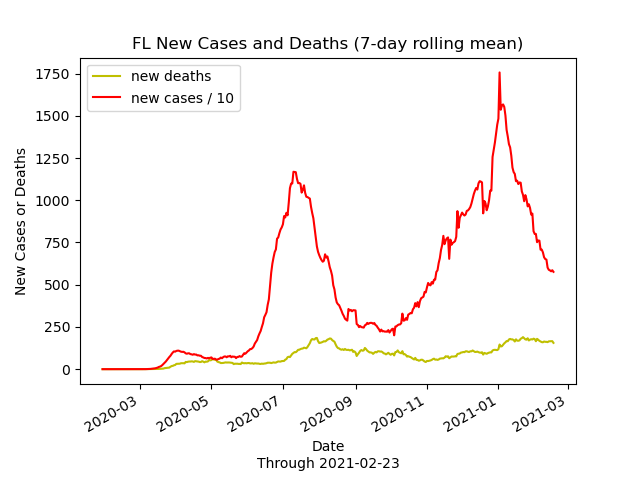 FL New Cases and Deaths (7-day rolling mean)
new deaths
new cases / 10
New Cases or Deaths
1750
1500
1250
1000
750
500
250
0
2020-03
2020-05
2020-07
2020-09
2020-11
2021-01
2021-03
Date
Through 2021-02-23